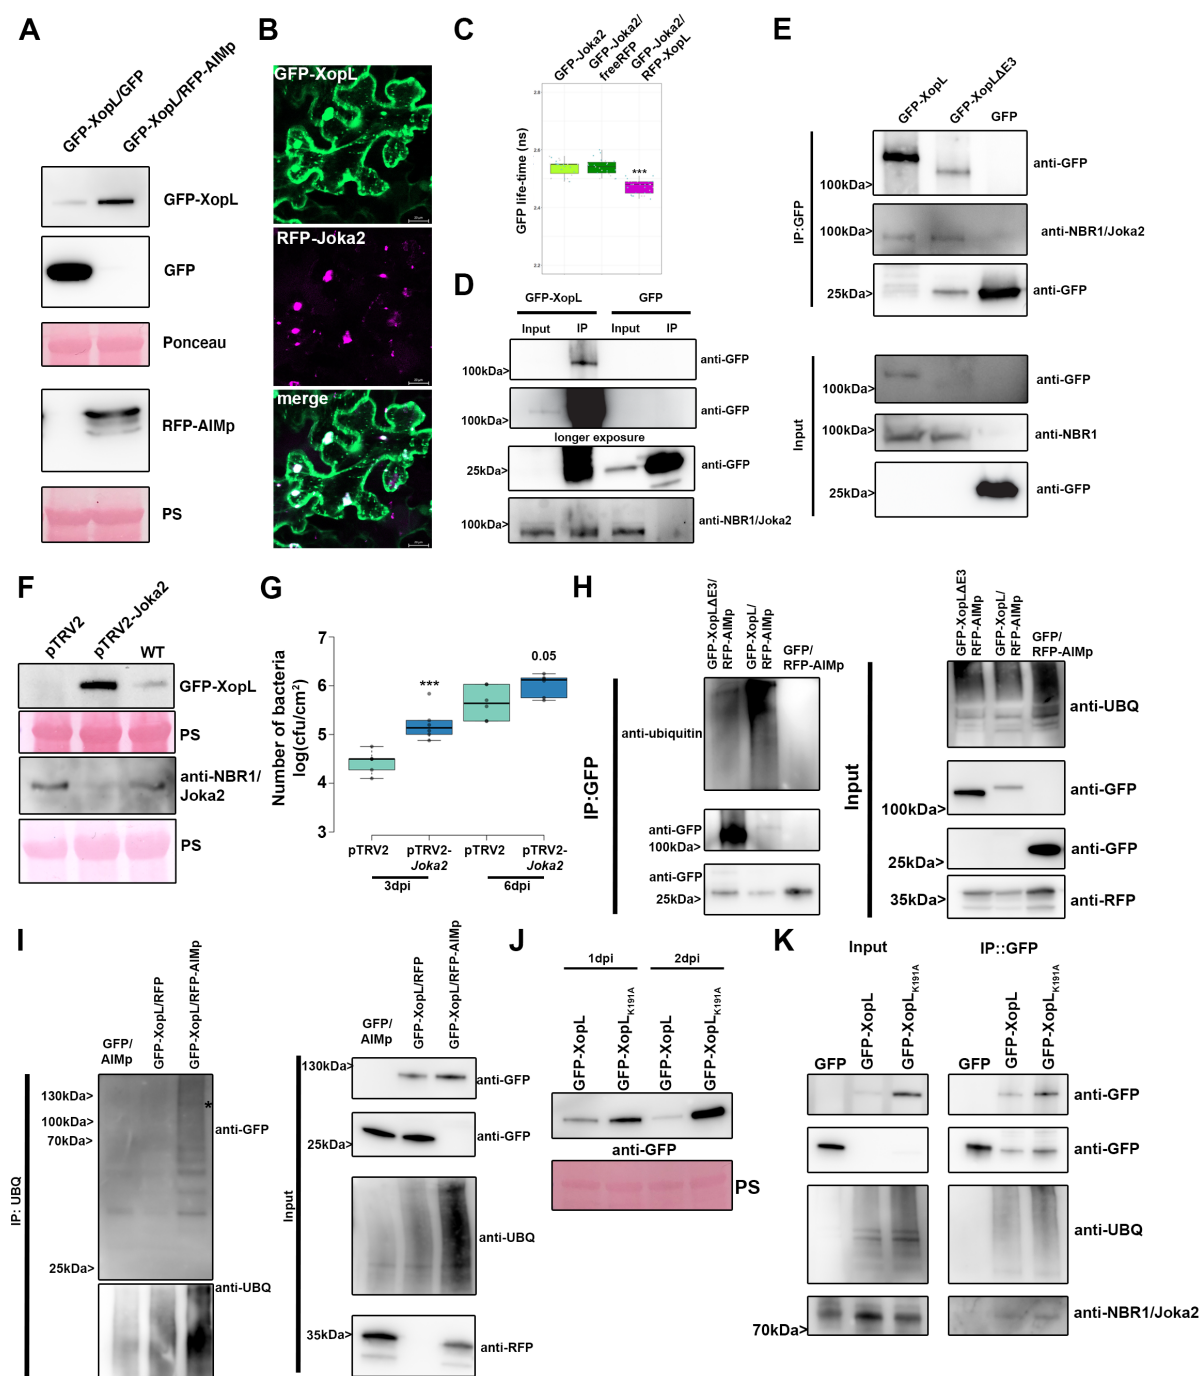 A
GFP-XopL/GFP
GFP-XopL/RFP-AIMp
GFP-XopL
GFP
Ponceau
RFP-AIMp
PS
B
GFP-XopL
RFP-Joka2
merge
C
GFP-Joka2
GFP-Joka2/
freeRFP
GFP-Joka2/
RFP-XopL
GFP life-time (ns)
2.8
2.6
2.4
2.2
***
D
GFP-XopL
GFP
Input
IP
Input
IP
100kDa>
anti-GFP
100kDa>
anti-GFP
longer exposure
25kDa>
anti-GFP
100kDa>
anti-NBR1/Joka2
E
GFP-XopL
GFP-XopLΔE3
GFP
IP:GFP
100kDa>
anti-GFP
100kDa>
anti-NBR1/Joka2
25kDa>
anti-GFP
Input
100kDa>
anti-GFP
100kDa>
anti-NBR1
25kDa>
anti-GFP
F
pTRV2
pTRV2-Joka2
WT
GFP-XopL
PS
anti-NBR1/
Joka2
PS
G
Number of bacteria
log(cfu/cm²)
7
6
5
4
3
***
0.05
pTRV2
pTRV2-
Joka2
pTRV2
pTRV2-
Joka2
3dpi
6dpi
H
GFP-XopLΔE3/
RFP-AIMp
GFP-XopL/
RFP-AIMp
GFP/
RFP-AIMp
IP:GFP
anti-ubiquitin
anti-GFP
100kDa>
anti-GFP
25kDa>
GFP-XopLΔE3
RFP-AIMp
GFP-XopL/
RFP-AIMp
GFP/
RFP-AIMp
Input
anti-UBQ
100kDa>
anti-GFP
25kDa>
anti-GFP
35kDa>
anti-RFP
I
GFP/
AIMp
GFP-XopL/RFP
GFP-XopL/RFP-AIMp
IP: UBQ
130kDa>
100kDa>
70kDa>
25kDa>
*
anti-GFP
anti-UBQ
GFP/
AIMp
GFP-XopL/RFP
GFP-XopL/RFP-AIMp
Input
130kDa>
anti-GFP
25kDa>
anti-GFP
anti-UBQ
35kDa>
anti-RFP
J
1dpi
2dpi
GFP-XopL
GFP-XopLK191A
GFP-XopL
GFP-XopLK191A
anti-GFP
PS
K
Input
IP::GFP
GFP
GFP-XopL
GFP-XopLK191A
GFP
GFP-XopL
GFP-XopLK191A
anti-GFP
anti-GFP
anti-UBQ
70kDa>
anti-NBR1/Joka2